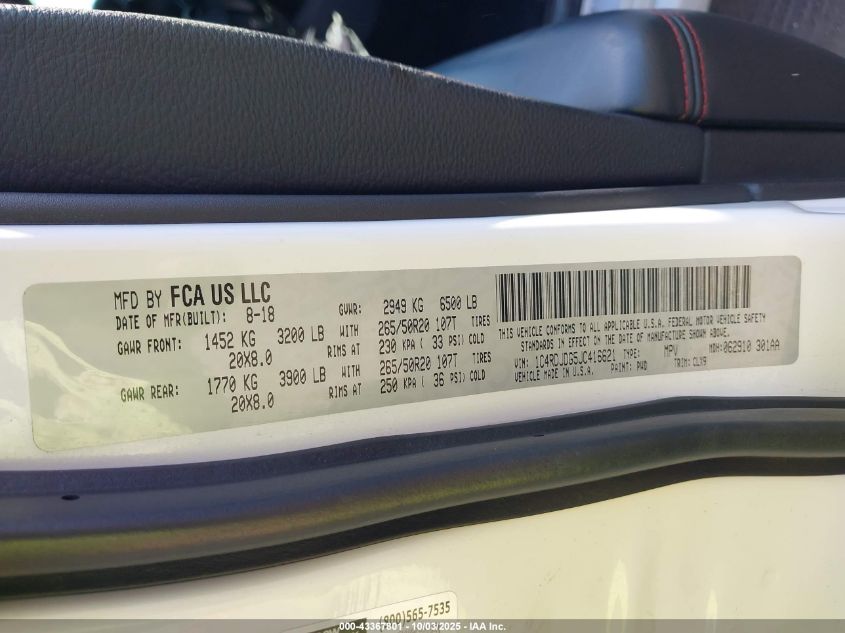 MFD BY FCA US LLC
DATE OF MFR(BUILT): 8-18 GVWR: 2949 KG 6500 LB
GAWR FRONT: 1452 KG 3200 LB WITH 265/50R20 107T TIRES
20X8.0 RIMS AT 230 KPA ( 33 PSI) COLD
GAWR REAR: 1770 KG 3900 LB WITH 265/50R20 107T TIRES
20X8.0 RIMS AT 250 KPA ( 36 PSI) COLD
THIS VEHICLE CONFORMS TO ALL APPLICABLE U.S.A. FEDERAL MOTOR VEHICLE SAFETY
STANDARDS IN EFFECT ON THE DATE OF MANUFACTURE SHOWN ABOVE.
VIN: 1C4RDJDG5JC416621 TYPE: MPV MDH: 062910 301AA
VEHICLE MADE IN U.S.A. PAINT: PWD TRIM: CLX9
(800)565-7535
000-43367801 - 10/03/2025 - IAA Inc.